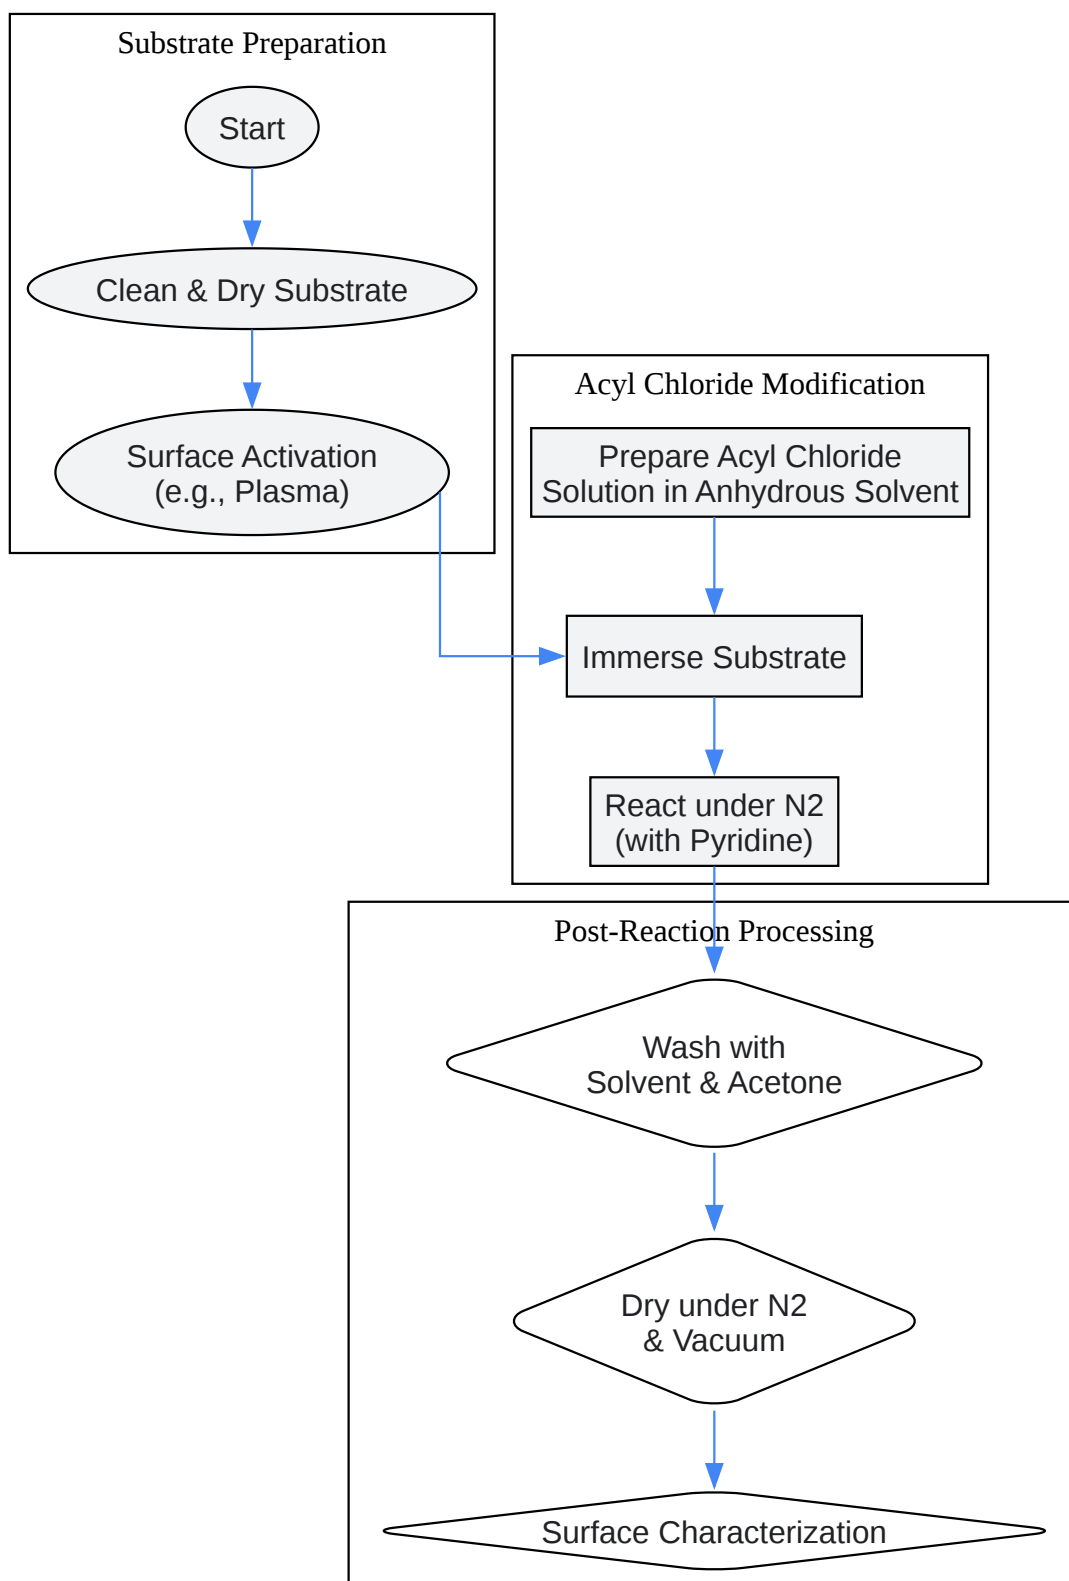 Substrate Preparation
Start
Clean & Dry Substrate
Surface Activation
(e.g., Plasma)
Acyl Chloride Modification
Prepare Acyl Chloride
Solution in Anhydrous Solvent
Immerse Substrate
React under N2
(with Pyridine)
Post-Reaction Processing
Wash with
Solvent & Acetone
Dry under N2
& Vacuum
Surface Characterization